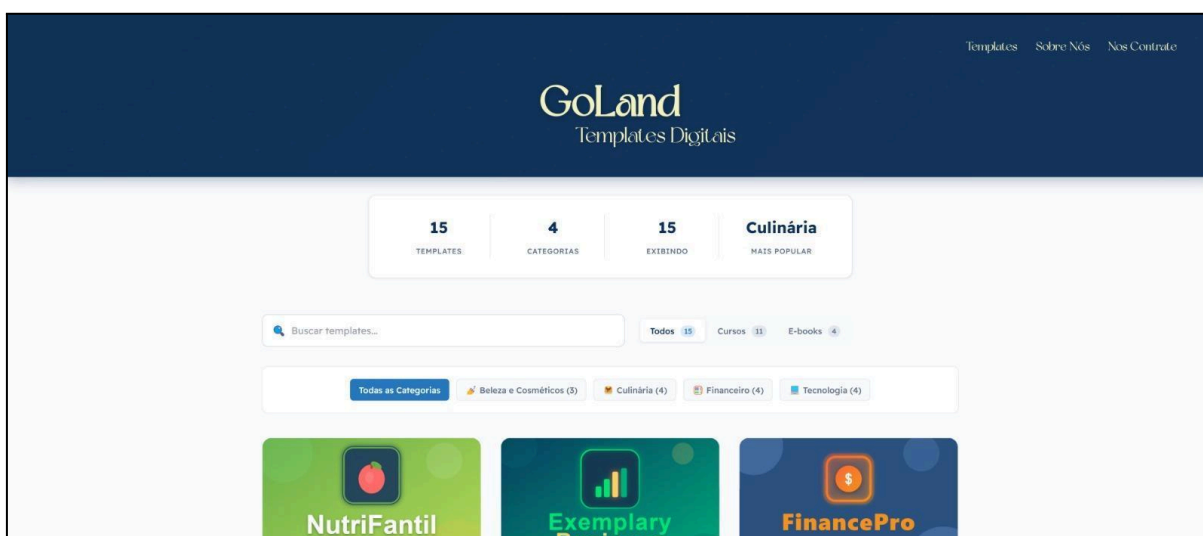 Templates Sobre Nós Nos Contrate
GoLand
Templates Digitais
15 4 15 Culinária
TEMPLATES CATEGORIAS EXIBINDO MAIS POPULAR
Buscar templates... Todos 15 Cursos 11 E-books 4
Todas as Categorias Beleza e Cosméticos (3) Culinária (4) Financeiro (4) Tecnologia (4)
NutriFantil Exemplary FinancePro